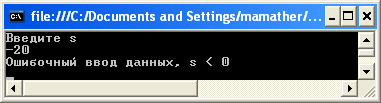 file:///C:/Documents and Settings/mamather/...
Введите s
-20
Ошибочный ввод данных, s < 0